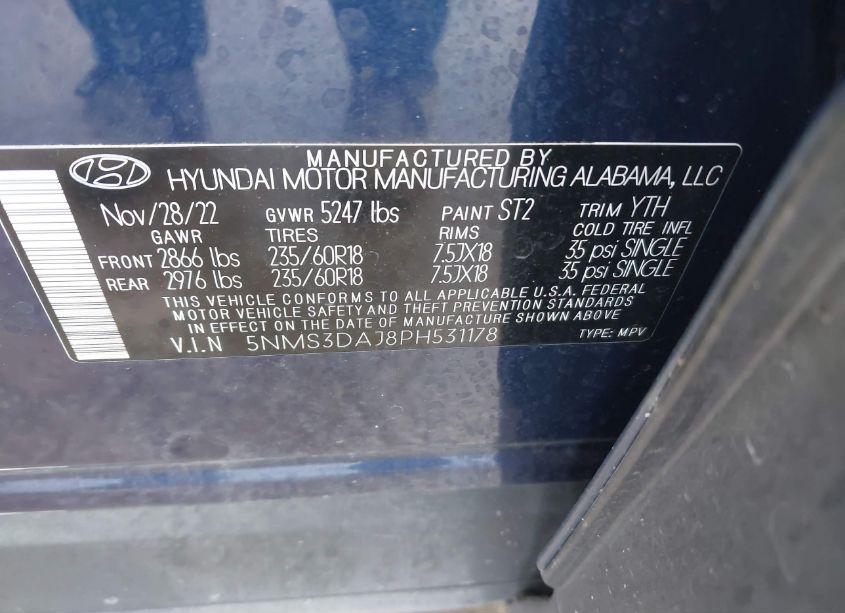 MANUFACTURED BY
HYUNDAI MOTOR MANUFACTURING ALABAMA, LLC
Nov/28/22 GVWR 5247 lbs PAINT ST2 TRIM YTH
GAWR TIRES RIMS COLD TIRE INFL
FRONT 2866 lbs 235/60R18 7.5JX18 35 psi SINGLE
REAR 2976 lbs 235/60R18 7.5JX18 35 psi SINGLE
THIS VEHICLE CONFORMS TO ALL APPLICABLE U.S.A. FEDERAL
MOTOR VEHICLE SAFETY AND THEFT PREVENTION STANDARDS
IN EFFECT ON THE DATE OF MANUFACTURE SHOWN ABOVE
V.I.N 5NMS3DAJ8PH531178 TYPE: MPV